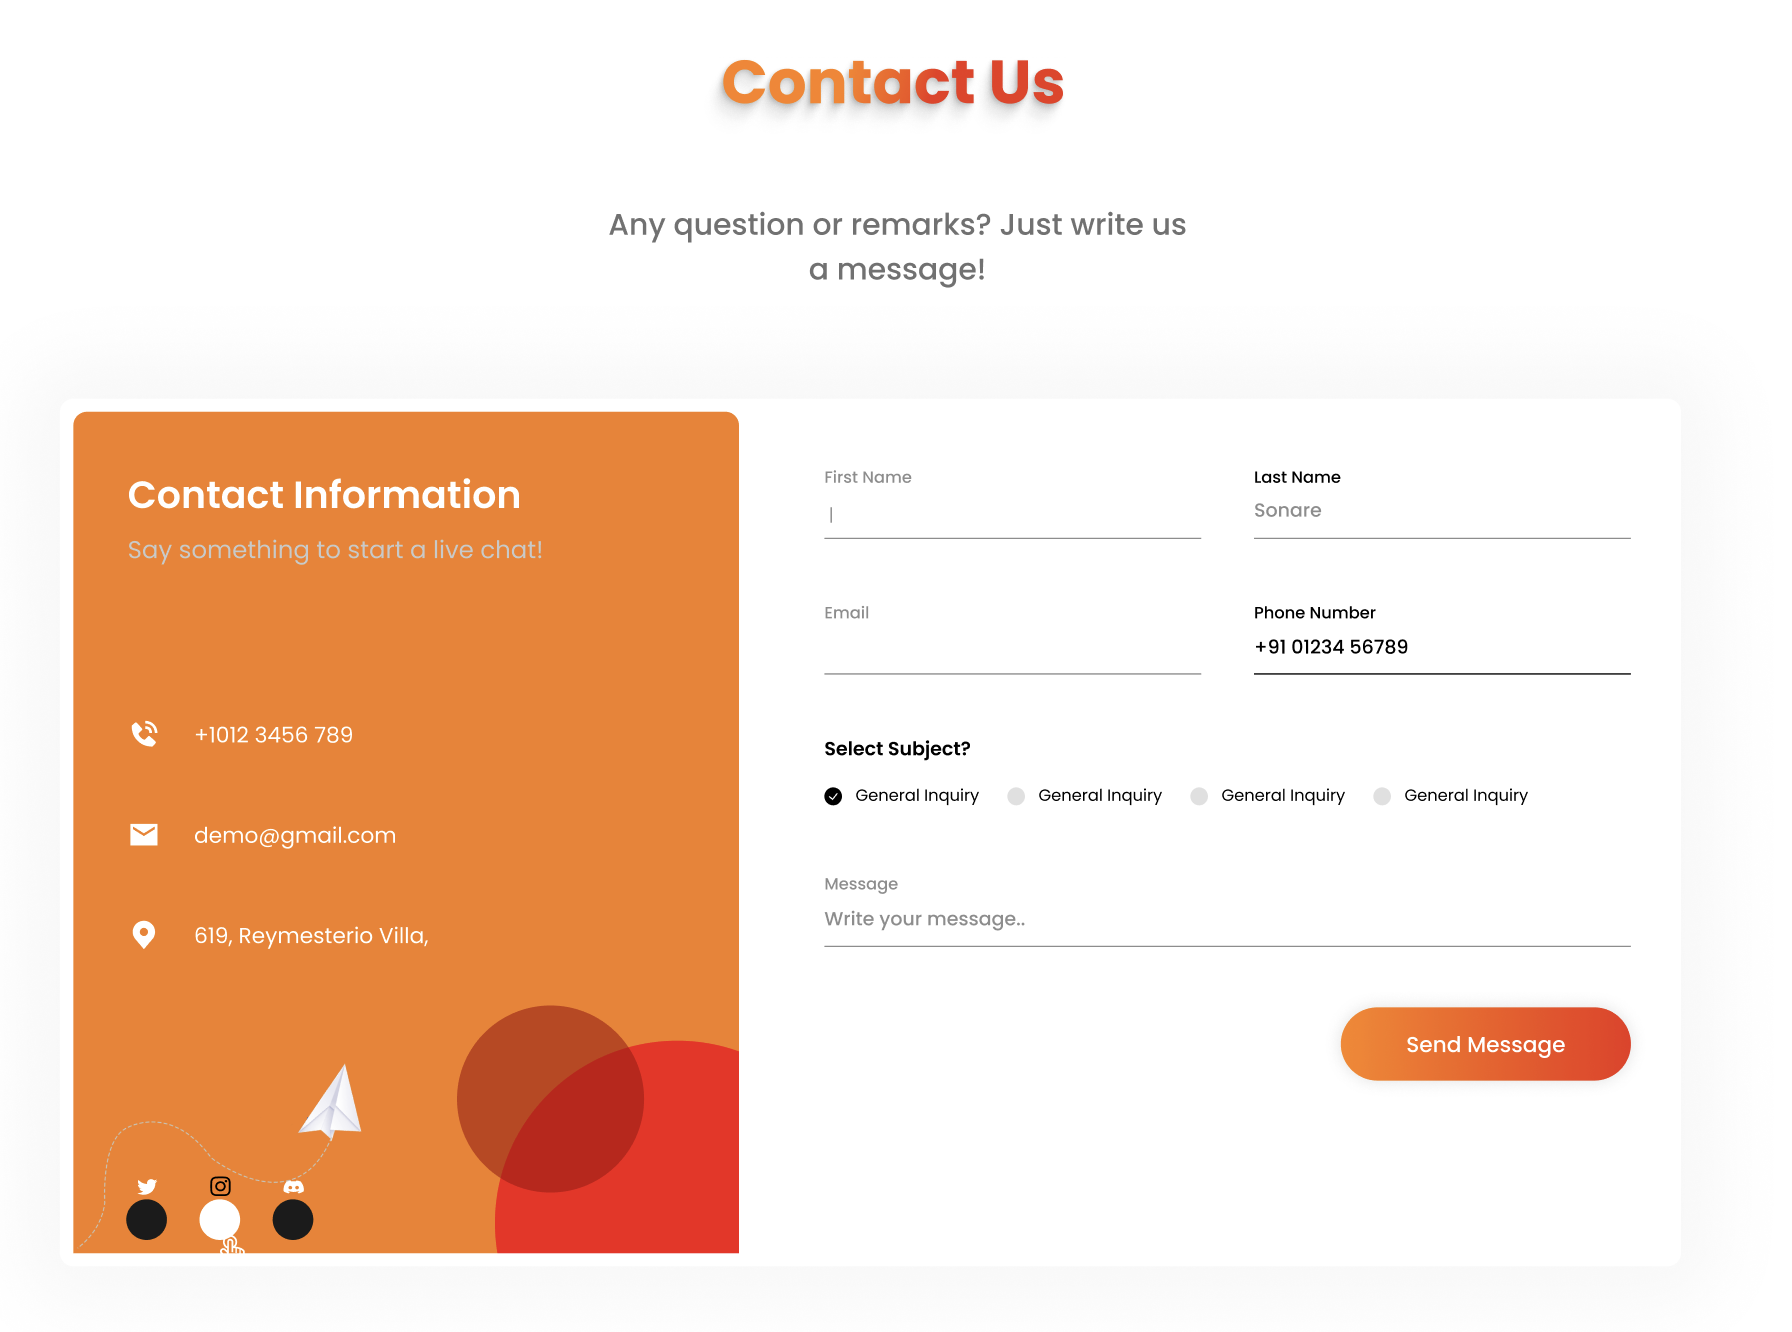 Contact Us
Any question or remarks? Just write us
a message!
Contact Information
Say something to start a live chat!
+1012 3456 789
demo@gmail.com
619, Reymesterio Villa,
First Name
Last Name
Sonare
Email
Phone Number
+91 01234 56789
Select Subject?
General Inquiry General Inquiry General Inquiry General Inquiry
Message
Write your message..
Send Message